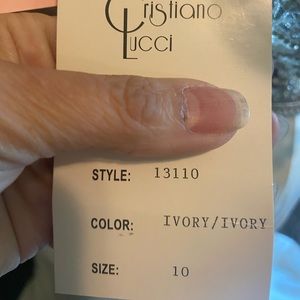 Cristiano
Lucci
STYLE: 13110
COLOR: IVORY/IVORY
SIZE: 10